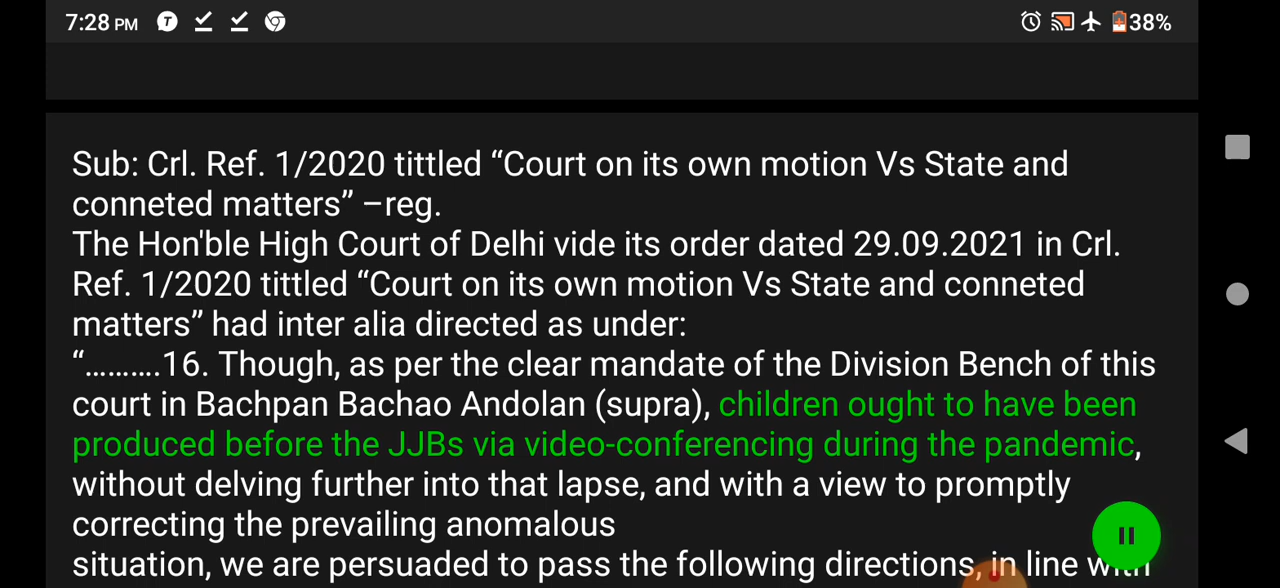 7:28 PM
38%
Sub: Crl. Ref. 1/2020 tittled “Court on its own motion Vs State and
conneted matters” –reg.
The Hon'ble High Court of Delhi vide its order dated 29.09.2021 in Crl.
Ref. 1/2020 tittled “Court on its own motion Vs State and conneted
matters” had inter alia directed as under:
“……….16. Though, as per the clear mandate of the Division Bench of this
court in Bachpan Bachao Andolan (supra), children ought to have been
produced before the JJBs via video-conferencing during the pandemic,
without delving further into that lapse, and with a view to promptly
correcting the prevailing anomalous
situation, we are persuaded to pass the following directions, in line with